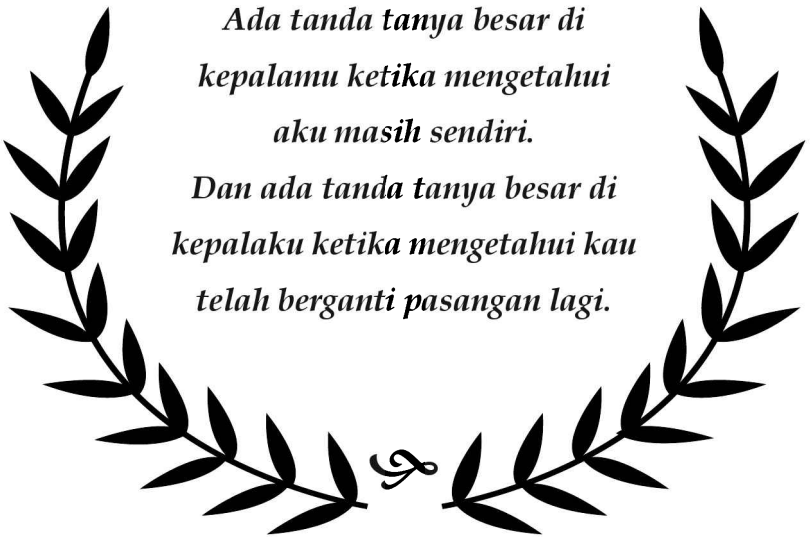 Ada tanda tanya besar di
kepalamu ketika mengetahui
aku masih sendiri.
Dan ada tanda tanya besar di
kepalaku ketika mengetahui kau
telah berganti pasangan lagi.